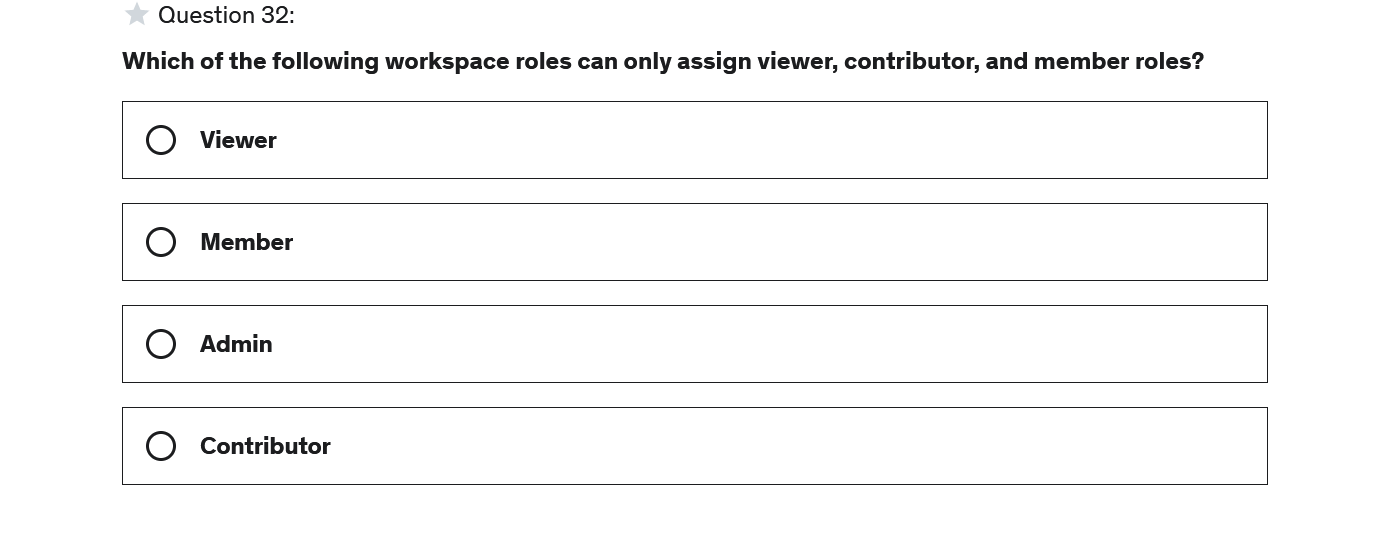 Question 32:
Which of the following workspace roles can only assign viewer, contributor, and member roles?
Viewer
Member
Admin
Contributor